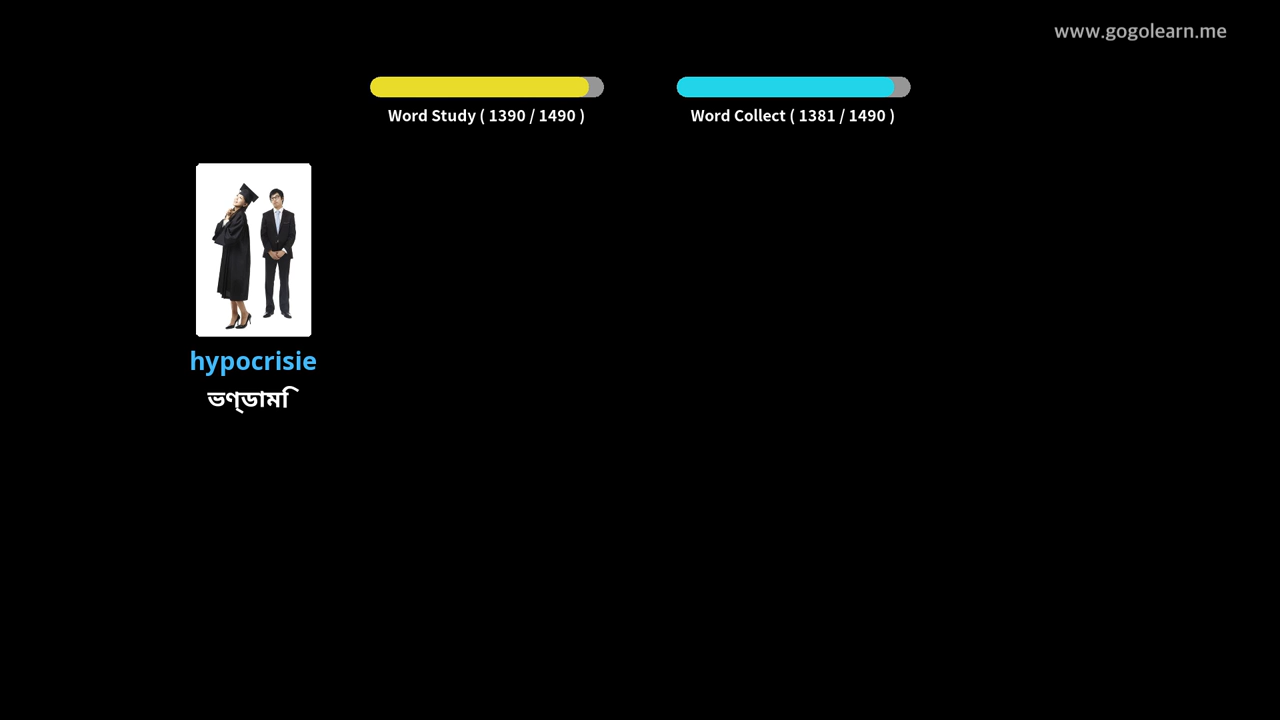 www.gogolearn.me
Word Study ( 1390 / 1490 )
Word Collect ( 1381 / 1490 )
hypocrisie
ভণ্ডামি